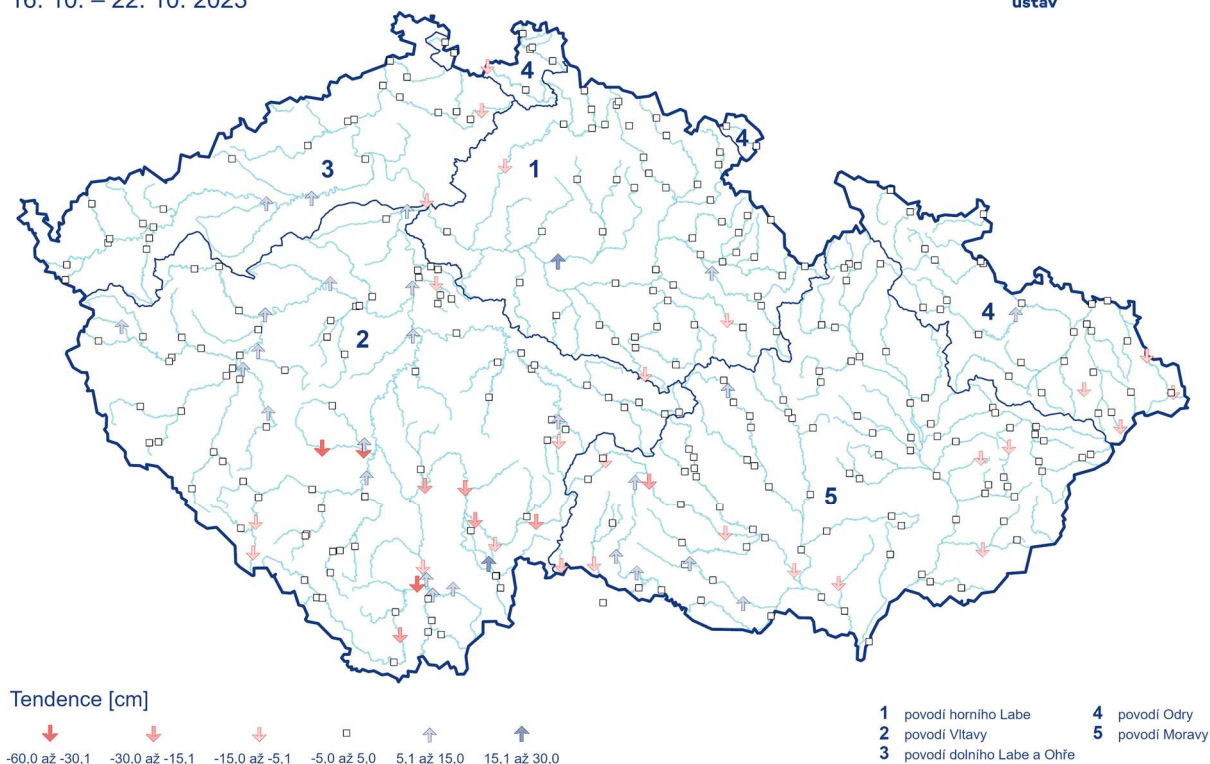 16. 10. – 22. 10. 2023
ústav
4
4
3
1
4
2
5
Tendence [cm]
-60.0 až -30.1
-30.0 až -15.1
-15.0 až -5.1
-5.0 až 5.0
5.1 až 15.0
15.1 až 30.0
1 povodí horního Labe
2 povodí Vltavy
3 povodí dolního Labe a Ohře
4 povodí Odry
5 povodí Moravy